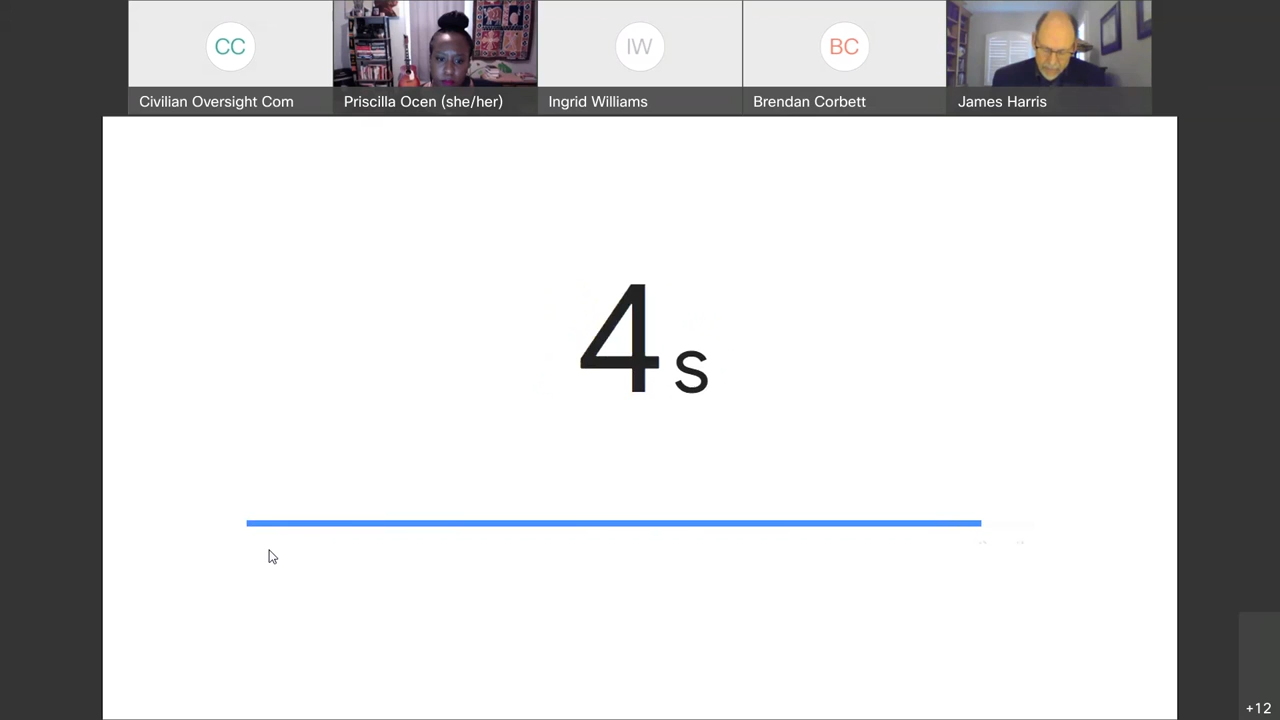 CC
IW
BC
Civilian Oversight Com
Priscilla Ocen (she/her)
Ingrid Williams
Brendan Corbett
James Harris
4 s
+12